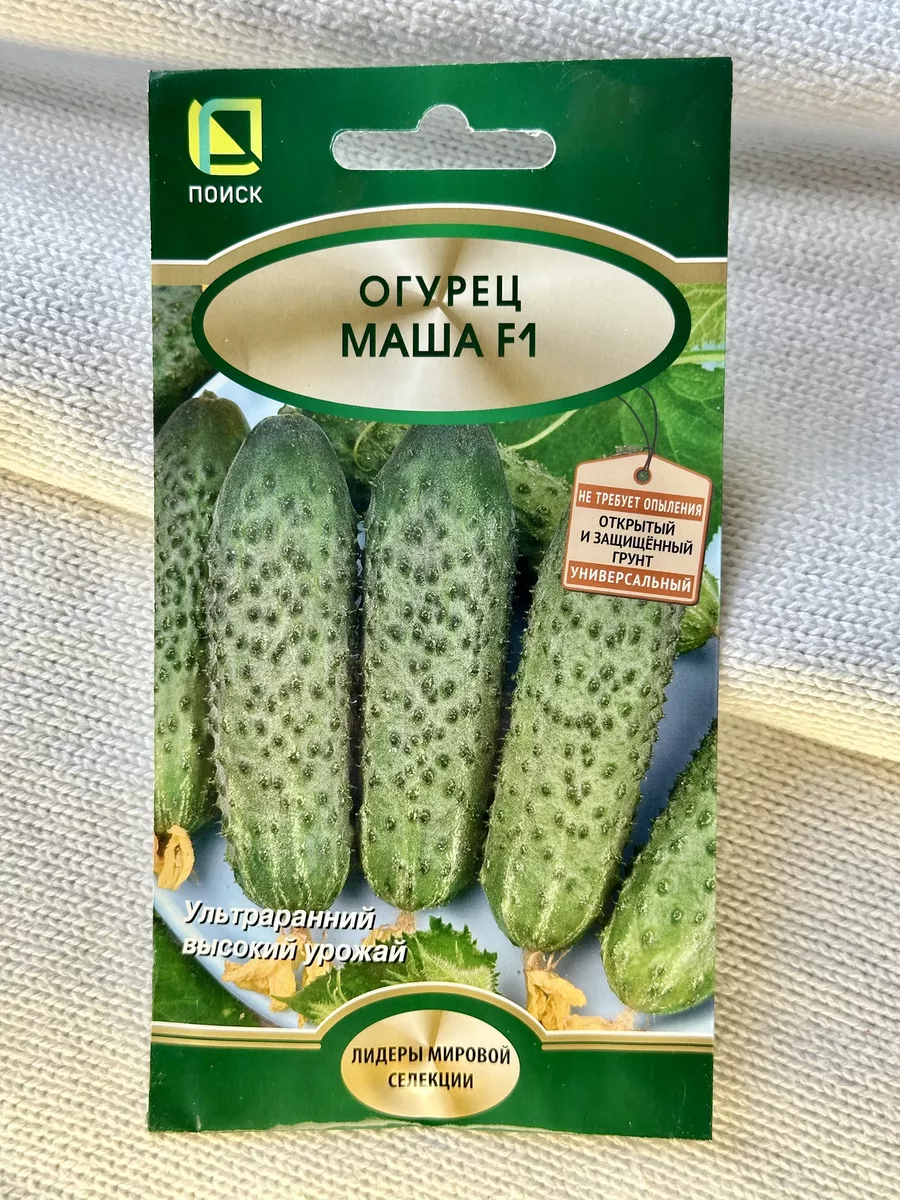 ПОИСК
ОГУРЕЦ
МАША F1
НЕ ТРЕБУЕТ ОПЫЛЕНИЯ
ОТКРЫТЫЙ
И ЗАЩИЩЁННЫЙ
ГРУНТ
УНИВЕРСАЛЬНЫЙ
Ультраранний
высокий урожай
ЛИДЕРЫ МИРОВОЙ
СЕЛЕКЦИИ